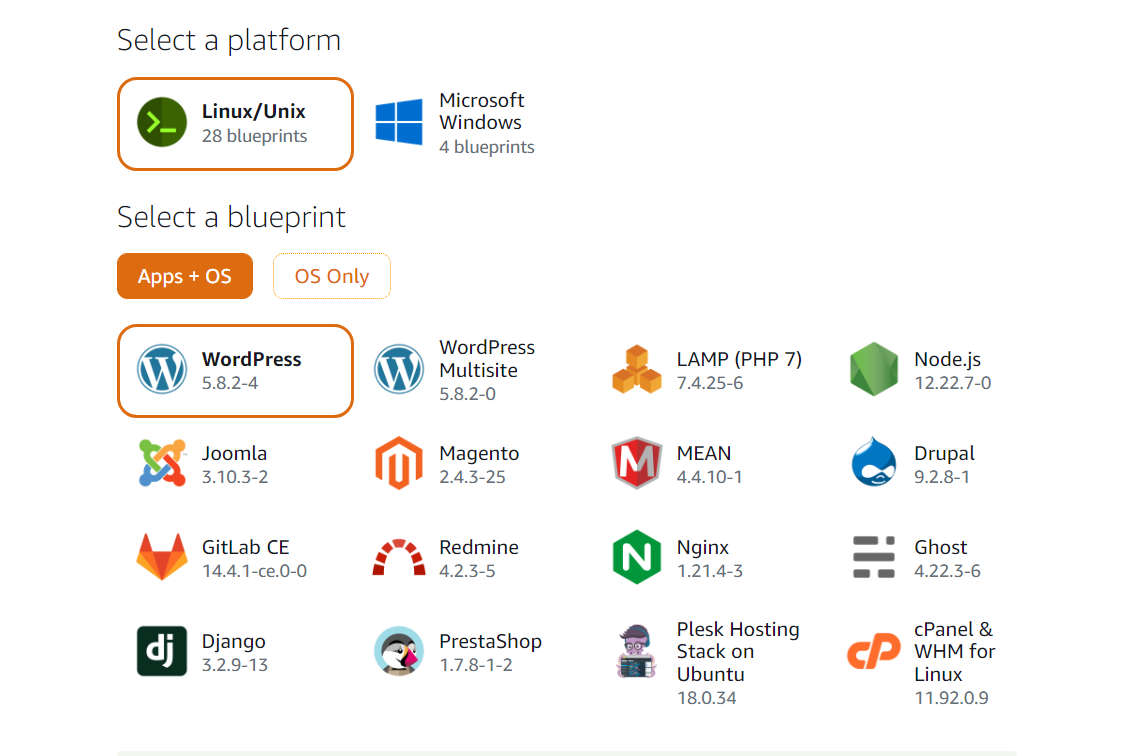 Select a platform
Linux/Unix
28 blueprints
Microsoft
Windows
4 blueprints
Select a blueprint
Apps + OS
OS Only
WordPress
5.8.2-4
WordPress
Multisite
5.8.2-0
LAMP (PHP 7)
7.4.25-6
Node.js
12.22.7-0
Joomla
3.10.3-2
Magento
2.4.3-25
MEAN
4.4.10-1
Drupal
9.2.8-1
GitLab CE
14.4.1-ce.0-0
Redmine
4.2.3-5
Nginx
1.21.4-3
Ghost
4.22.3-6
dj
Django
3.2.9-13
PrestaShop
1.7.8-1-2
Plesk Hosting
Stack on
Ubuntu
18.0.34
cP
cPanel &
WHM for
Linux
11.92.0.9